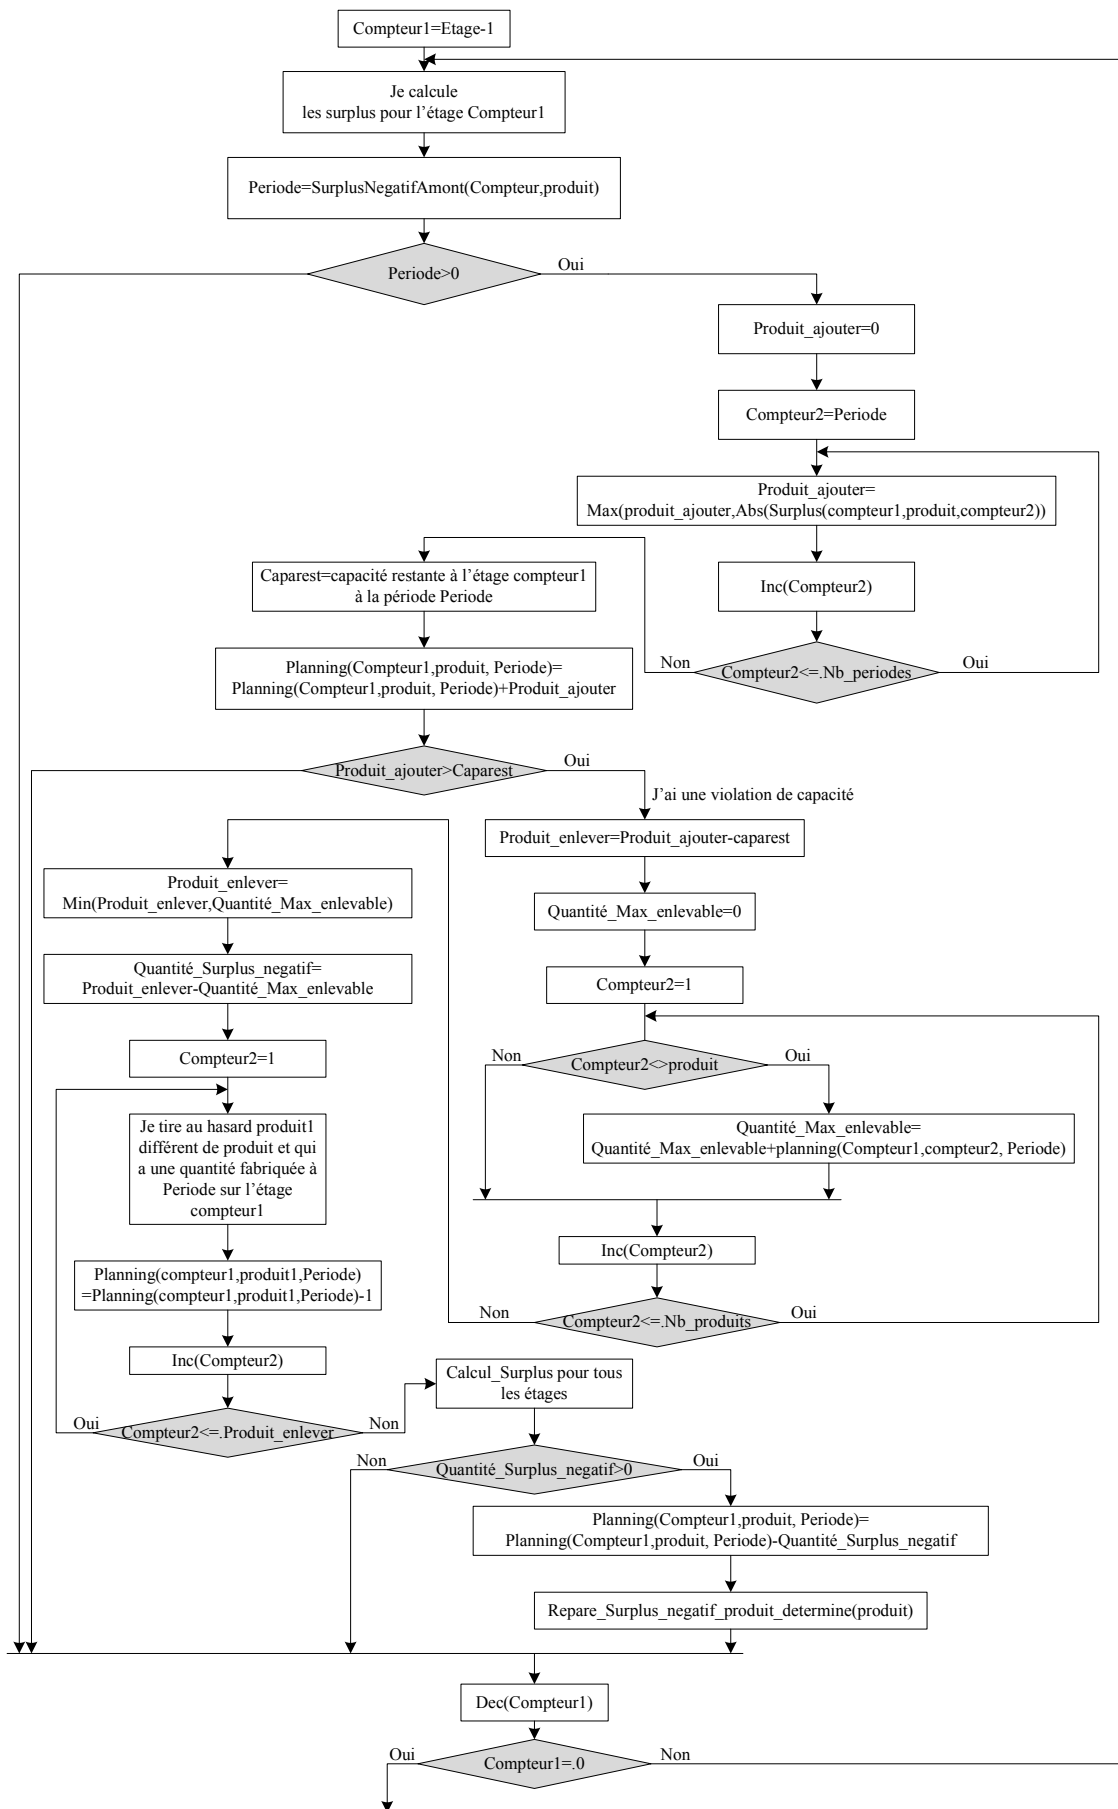 Compteur1=Etage-1
Je calcule
les surplus pour l'étage Compteur1
Periode=SurplusNegatifAmont(Compteur,produit)
Periode>0
Oui
Produit_ajouter=0
Compteur2=Periode
Produit_ajouter=
Max(produit_ajouter,Abs(Surplus(compteur1,produit,compteur2))
Inc(Compteur2)
Compteur2<=.Nb_periodes
Non
Oui
Caparest=capacité restante à l'étage compteur1
à la période Periode
Planning(Compteur1,produit, Periode)=
Planning(Compteur1,produit, Periode)+Produit_ajouter
Produit_ajouter>Caparest
Oui
J'ai une violation de capacité
Produit_enlever=Produit_ajouter-caparest
Quantité_Max_enlevable=0
Compteur2=1
Compteur2<>produit
Non
Oui
Quantité_Max_enlevable=
Quantité_Max_enlevable+planning(Compteur1,compteur2, Periode)
Inc(Compteur2)
Compteur2<=.Nb_produits
Non
Oui
Produit_enlever=
Min(Produit_enlever,Quantité_Max_enlevable)
Quantité_Surplus_negatif=
Produit_enlever-Quantité_Max_enlevable
Compteur2=1
Je tire au hasard produit1
différent de produit et qui
a une quantité fabriquée à
Periode sur l'étage
compteur1
Planning(compteur1,produit1,Periode)
=Planning(compteur1,produit1,Periode)-1
Inc(Compteur2)
Compteur2<=.Produit_enlever
Oui
Non
Calcul_Surplus pour tous
les étages
Quantité_Surplus_negatif>0
Non
Oui
Planning(Compteur1,produit, Periode)=
Planning(Compteur1,produit, Periode)-Quantité_Surplus_negatif
Repare_Surplus_negatif_produit_determine(produit)
Dec(Compteur1)
Compteur1=.0
Oui
Non